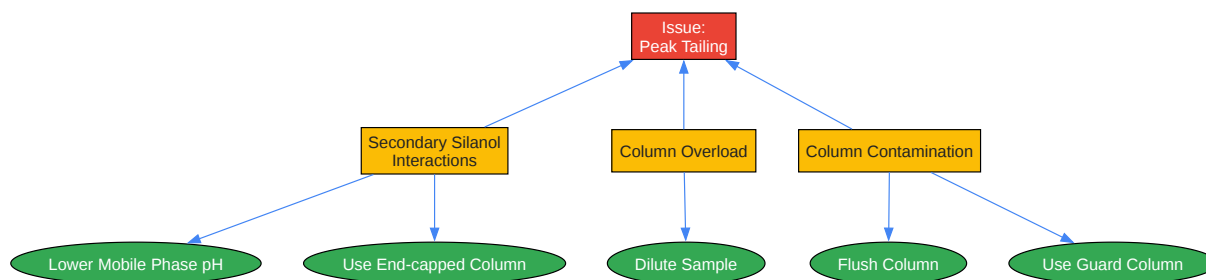 Issue:
Peak Tailing
Secondary Silanol
Interactions
Column Overload
Column Contamination
Lower Mobile Phase pH
Use End-capped Column
Dilute Sample
Flush Column
Use Guard Column